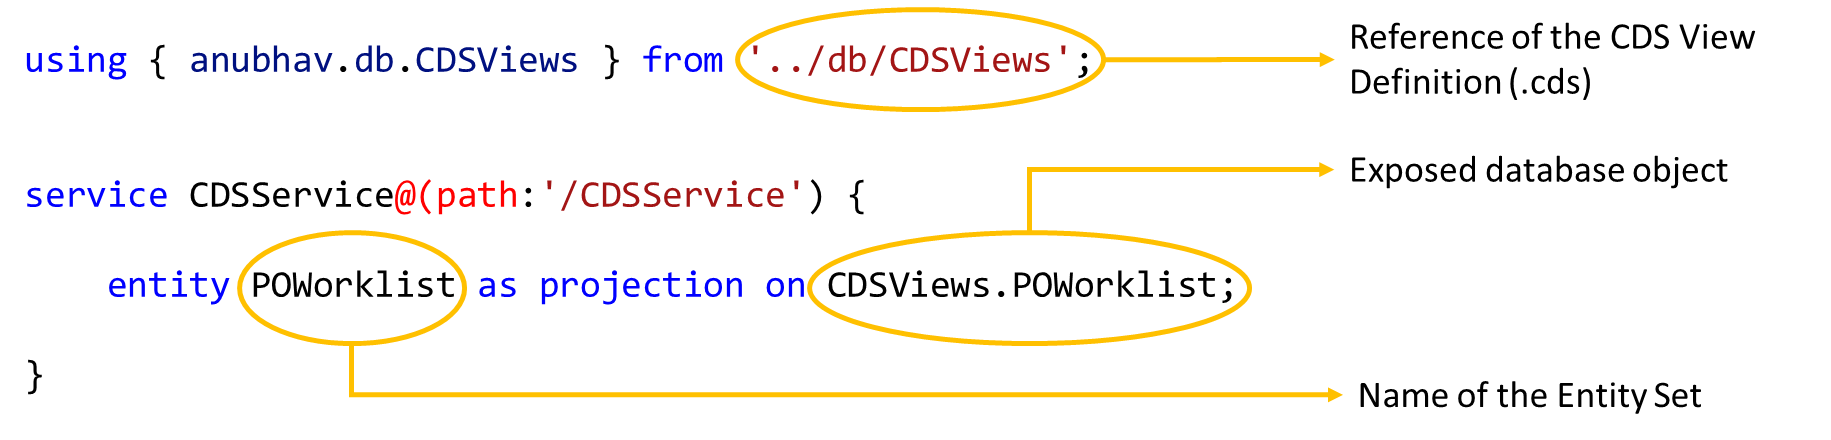 using { anubhav.db.CDSViews } from '../db/CDSViews';
Reference of the CDS View
Definition (.cds)
Exposed database object
service CDSService@(path:'/CDSService') {
entity POWorklist as projection on CDSViews.POWorklist;
}
Name of the Entity Set